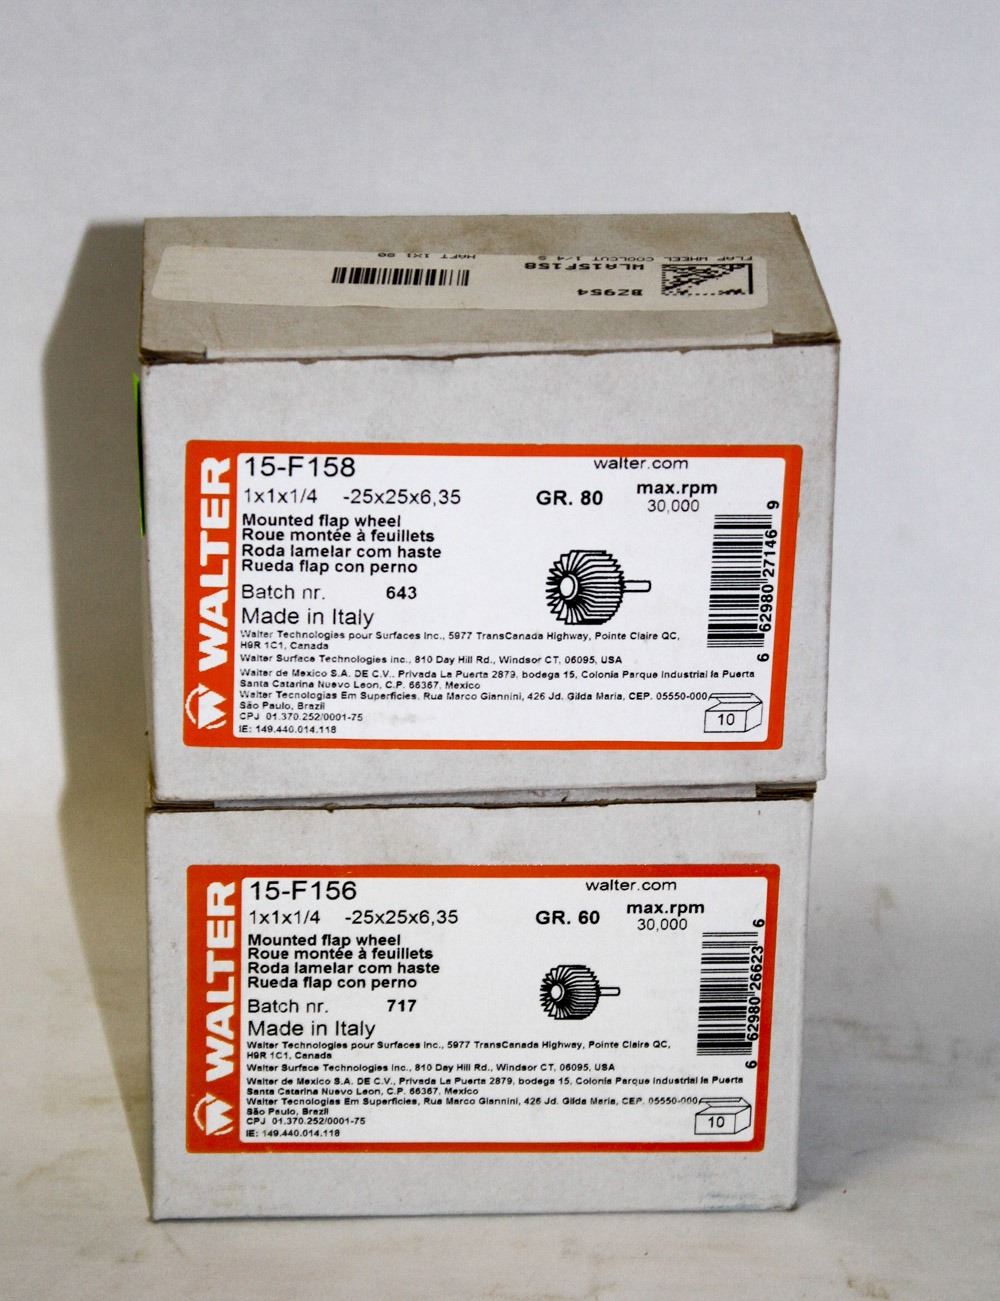 BZ954
WLA15F158
FLAP WHEEL COOLCUT 1/4 S
HAFT 1X1 80
WALTER
15-F158
walter.com
1x1x1/4 -25x25x6,35
GR. 80
max.rpm
30,000
Mounted flap wheel
Roue montée à feuillets
Roda lamelar com haste
Rueda flap con perno
Batch nr. 643
Made in Italy
Walter Technologies pour Surfaces Inc., 5977 TransCanada Highway, Pointe Claire QC,
H9R 1C1, Canada
Walter Surface Technologies inc., 810 Day Hill Rd., Windsor CT, 06095, USA
Walter de Mexico S.A. DE C.V., Privada La Puerta 2879, bodega 15, Colonia Parque Industrial la Puerta
Santa Catarina Nuevo Leon, C.P. 66367, Mexico
Walter Tecnologias Em Superficies, Rua Marco Giannini, 426 Jd. Gilda Maria, CEP. 05550-000,
São Paulo, Brazil
CPJ 01.370.252/0001-75
IE: 149.440.014.118
6 62980 27146 9
10
WALTER
15-F156
walter.com
1x1x1/4 -25x25x6,35
GR. 60
max.rpm
30,000
Mounted flap wheel
Roue montée à feuillets
Roda lamelar com haste
Rueda flap con perno
Batch nr. 717
Made in Italy
Walter Technologies pour Surfaces Inc., 5977 TransCanada Highway, Pointe Claire QC,
H9R 1C1, Canada
Walter Surface Technologies Inc., 810 Day Hill Rd., Windsor CT, 06095, USA
Walter de Mexico S.A. DE C.V., Privada La Puerta 2879, bodega 15, Colonia Parque Industrial la Puerta
Santa Catarina Nuevo Leon, C.P. 66367, Mexico
Walter Tecnologias Em Superficies, Rua Marco Giannini, 426 Jd. Gilda Maria, CEP. 05550-000,
São Paulo, Brazil
CPJ 01.370.252/0001-75
IE: 149.440.014.118
6 62980 26623 6
10